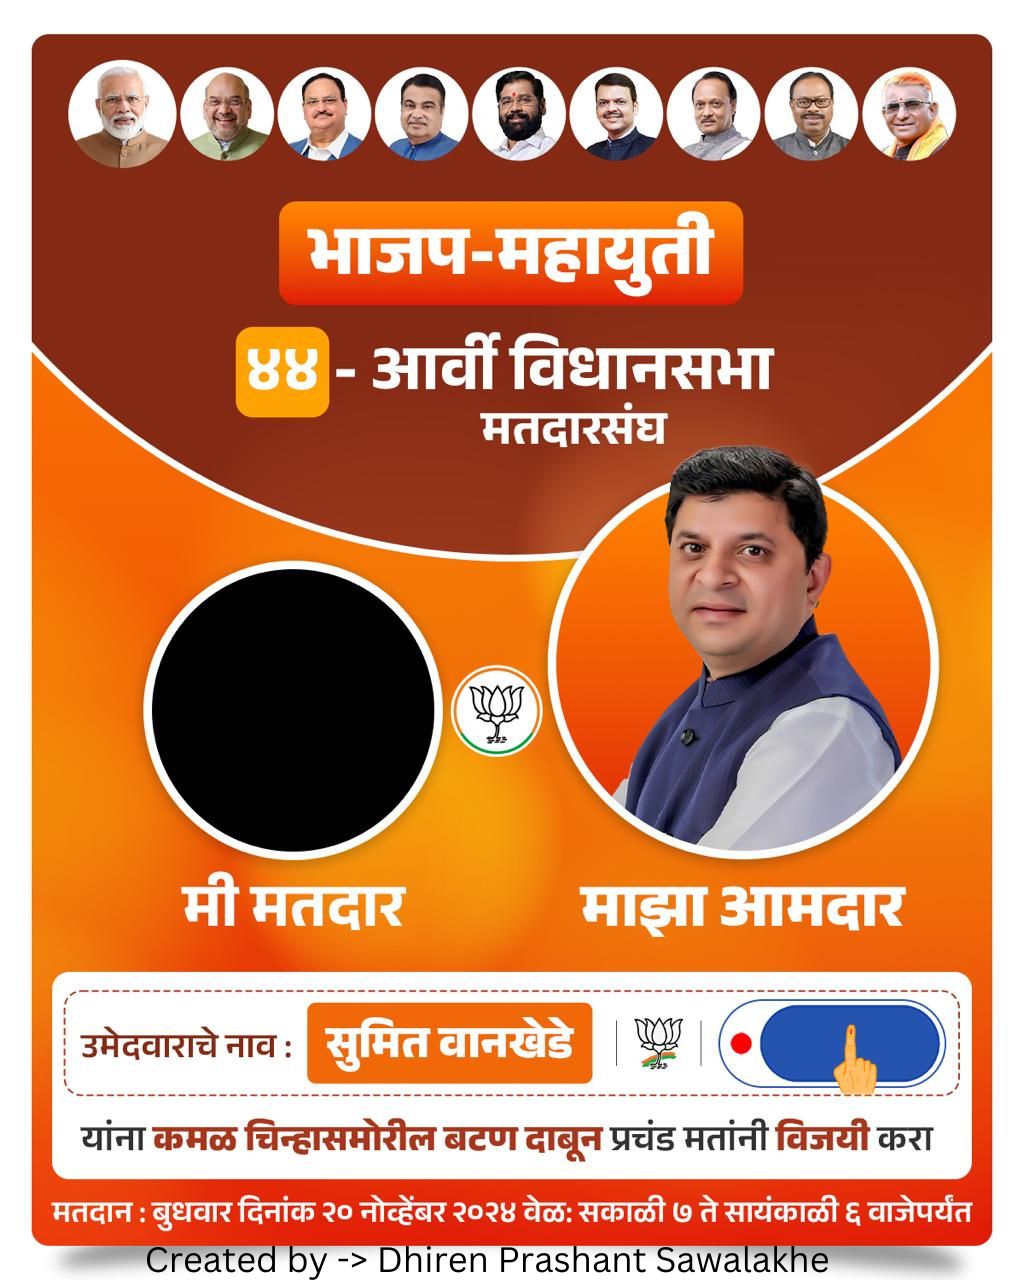 भाजप-महायुती
४४ - आर्वी विधानसभा
मतदारसंघ
मी मतदार
माझा आमदार
उमेदवाराचे नाव : सुमित वानखेडे
यांना कमळ चिन्हासमोरील बटण दाबून प्रचंड मतांनी विजयी करा
मतदान : बुधवार दिनांक २० नोव्हेंबर २०२४ वेळ: सकाळी ७ ते सायंकाळी ६ वाजेपर्यंत
Created by -> Dhiren Prashant Sawalakhe